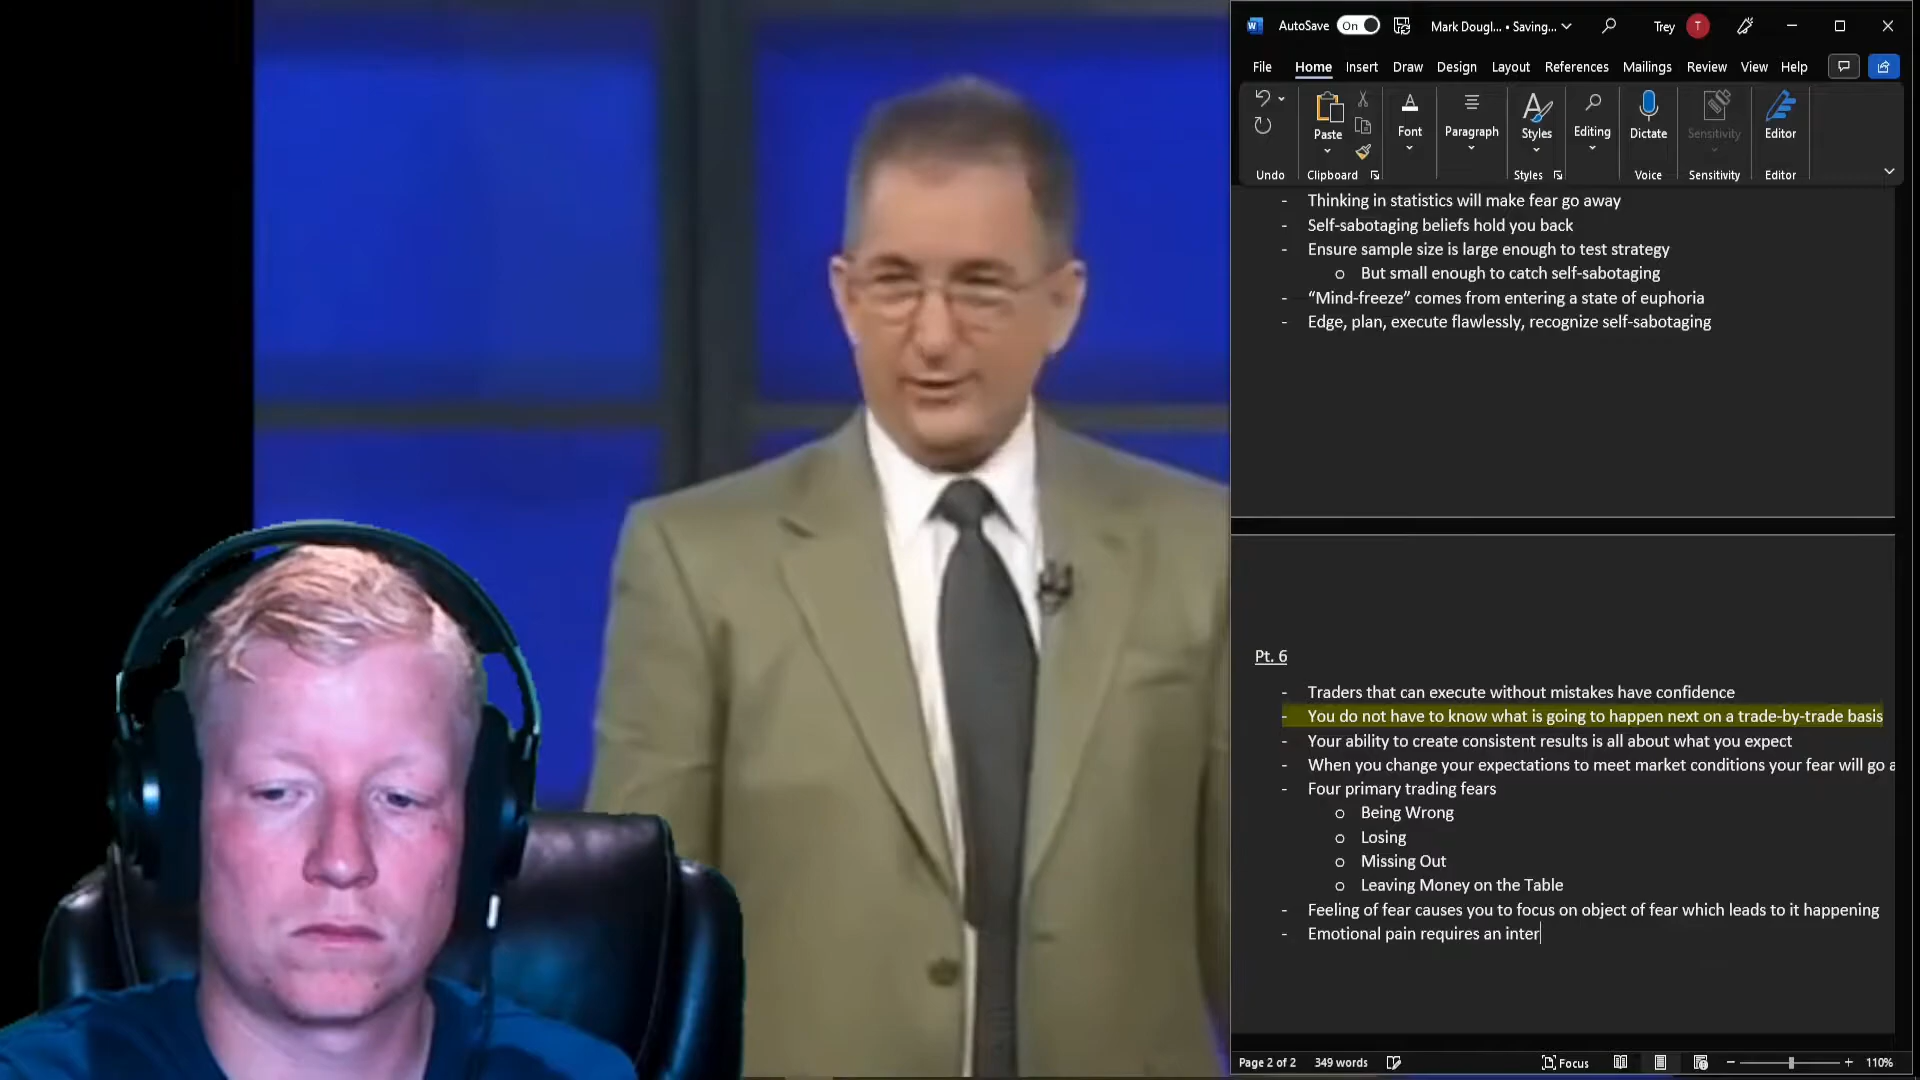 AutoSave On Mark Dougl... • Saving... Trey T
File Home Insert Draw Design Layout References Mailings Review View Help
Paste Font Paragraph Styles Editing Dictate Sensitivity Editor
Undo Clipboard Styles Voice Sensitivity Editor
- Thinking in statistics will make fear go away
- Self-sabotaging beliefs hold you back
- Ensure sample size is large enough to test strategy
o But small enough to catch self-sabotaging
- “Mind-freeze” comes from entering a state of euphoria
- Edge, plan, execute flawlessly, recognize self-sabotaging
Pt. 6
- Traders that can execute without mistakes have confidence
- You do not have to know what is going to happen next on a trade-by-trade basis
- Your ability to create consistent results is all about what you expect
- When you change your expectations to meet market conditions your fear will go a
- Four primary trading fears
o Being Wrong
o Losing
o Missing Out
o Leaving Money on the Table
- Feeling of fear causes you to focus on object of fear which leads to it happening
- Emotional pain requires an inter
Page 2 of 2 349 words Focus 110%